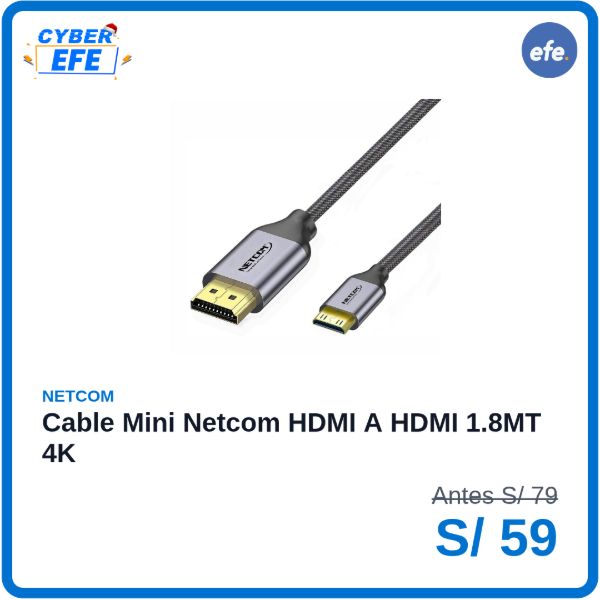 CYBER
EFE
efe.
NETCOM
NETCOM
NETCOM
Cable Mini Netcom HDMI A HDMI 1.8MT
4K
Antes S/ 79
S/ 59